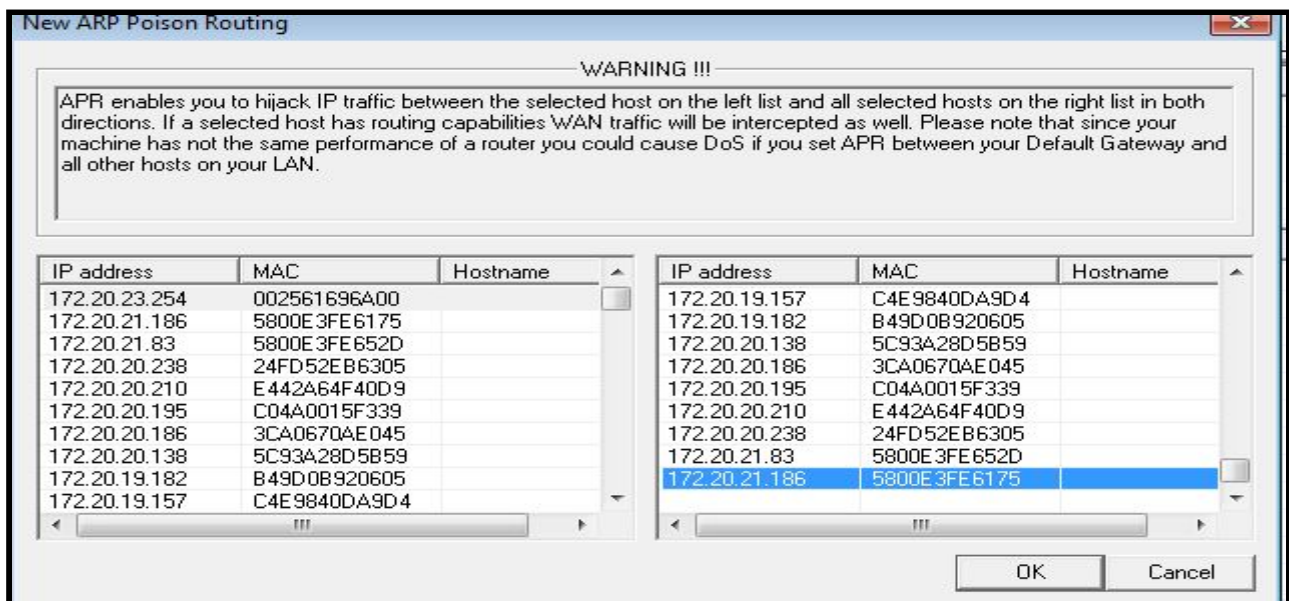 New ARP Poison Routing
WARNING !!!
APR enables you to hijack IP traffic between the selected host on the left list and all selected hosts on the right list in both
directions. If a selected host has routing capabilities WAN traffic will be intercepted as well. Please note that since your
machine has not the same performance of a router you could cause DoS if you set APR between your Default Gateway and
all other hosts on your LAN.
IP address MAC Hostname
172.20.23.254 002561696A00
172.20.21.186 5800E3FE6175
172.20.21.83 5800E3FE652D
172.20.20.238 24FD52EB6305
172.20.20.210 E442A64F40D9
172.20.20.195 C04A0015F339
172.20.20.186 3CA0670AE045
172.20.20.138 5C93A28D5B59
172.20.19.182 B49D0B920605
172.20.19.157 C4E9840DA9D4
IP address MAC Hostname
172.20.19.157 C4E9840DA9D4
172.20.19.182 B49D0B920605
172.20.20.138 5C93A28D5B59
172.20.20.186 3CA0670AE045
172.20.20.195 C04A0015F339
172.20.20.210 E442A64F40D9
172.20.20.238 24FD52EB6305
172.20.21.83 5800E3FE652D
172.20.21.186 5800E3FE6175
OK Cancel